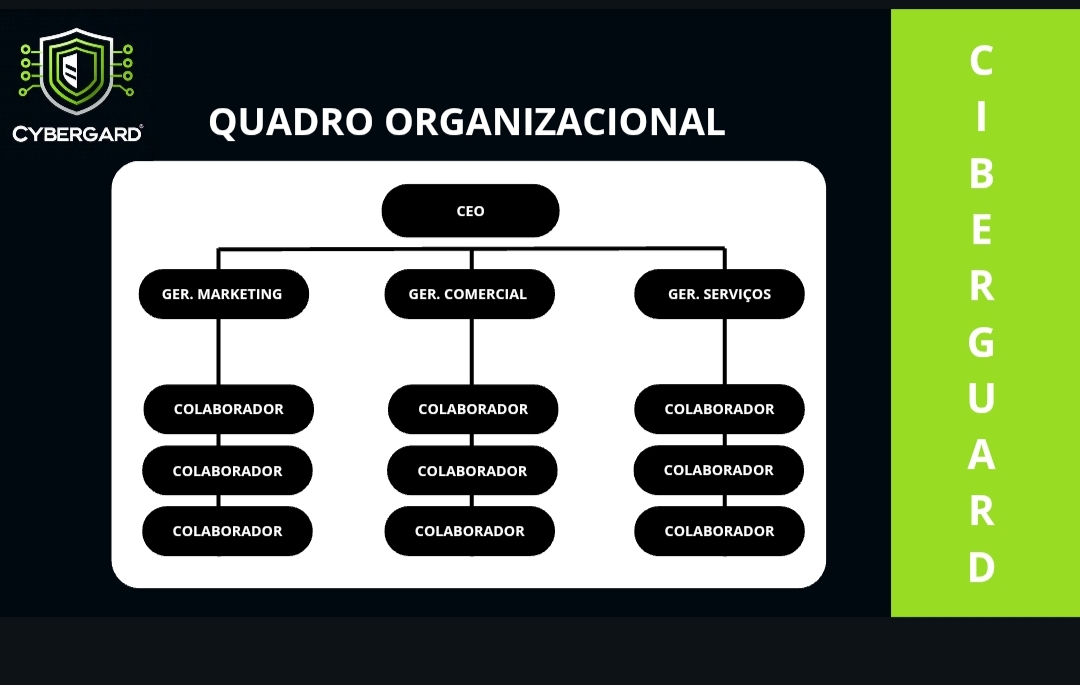 CYBERGARD®
QUADRO ORGANIZACIONAL
CEO
GER. MARKETING
GER. COMERCIAL
GER. SERVIÇOS
COLABORADOR
COLABORADOR
COLABORADOR
COLABORADOR
COLABORADOR
COLABORADOR
COLABORADOR
COLABORADOR
COLABORADOR
C
I
B
E
R
G
U
A
R
D